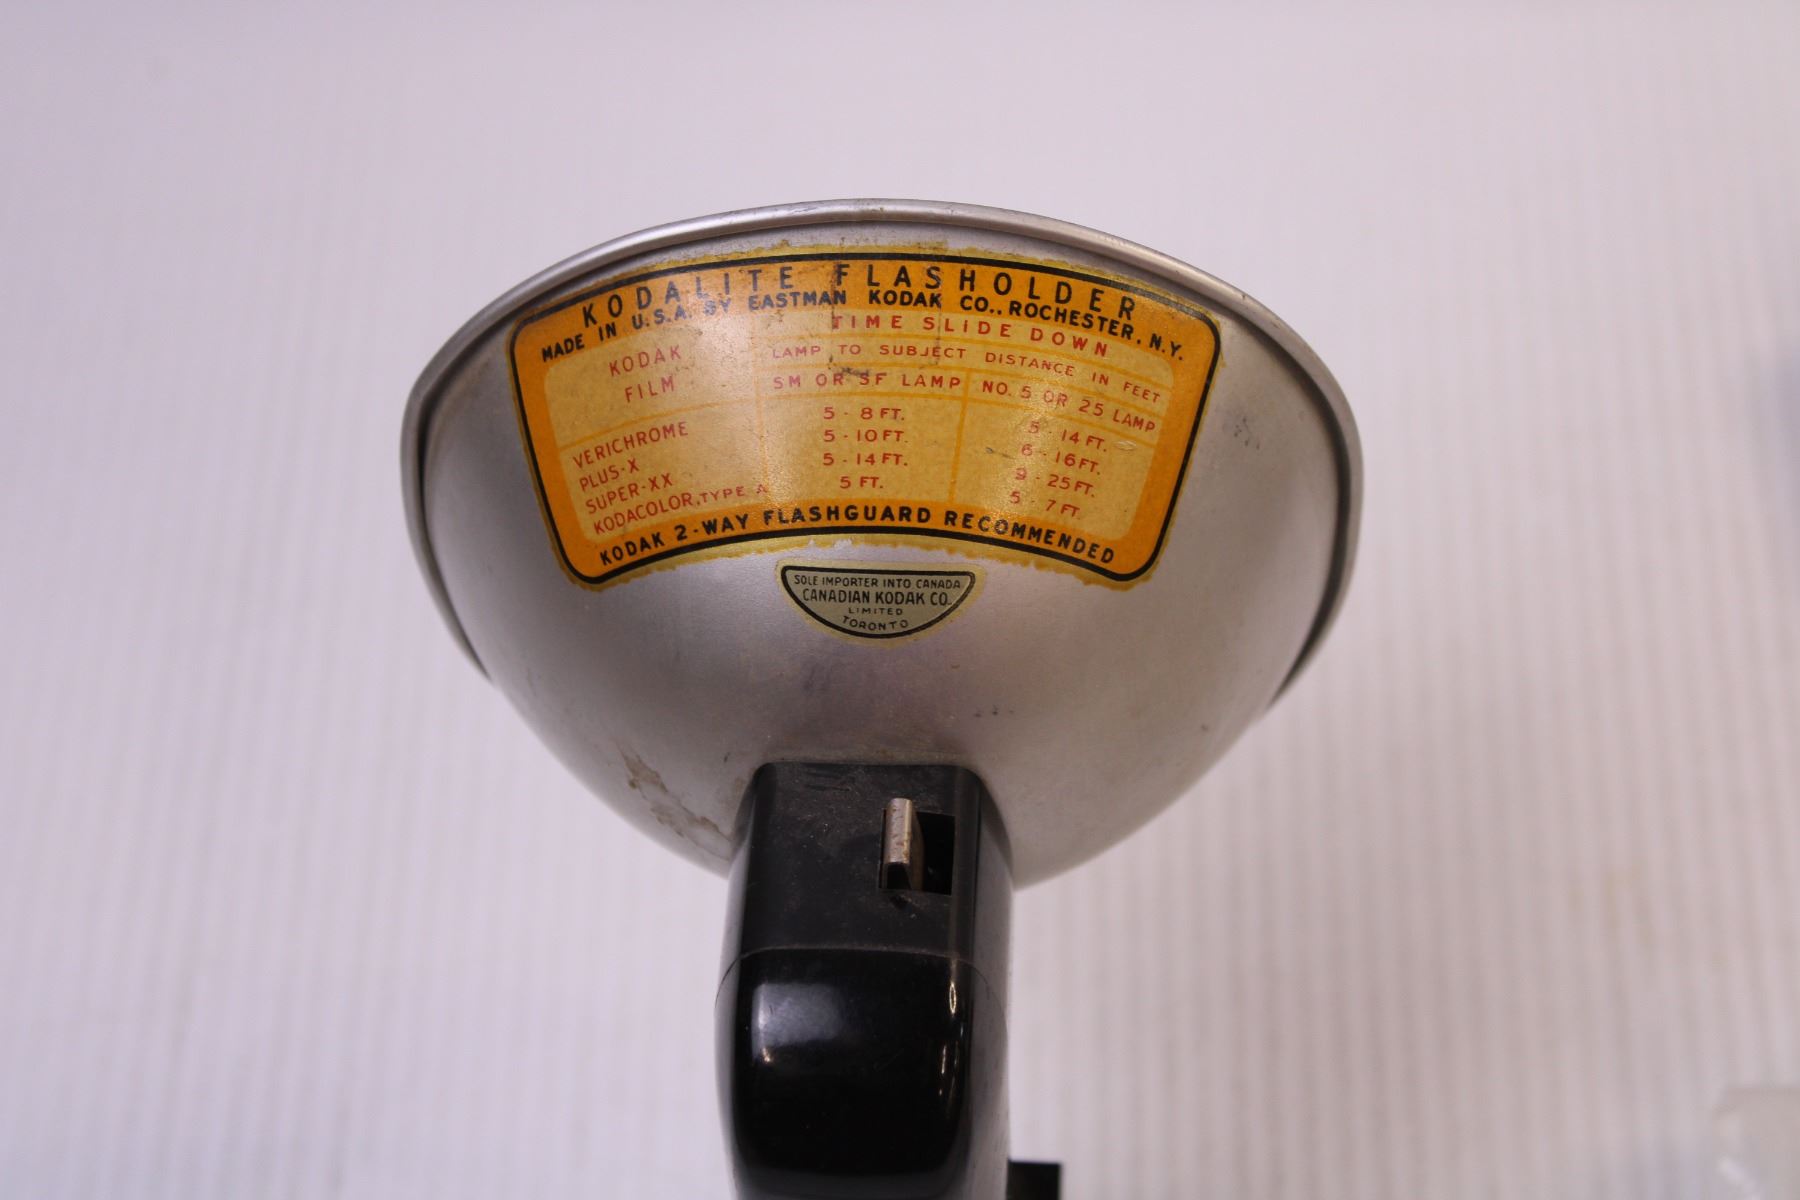 KODALITE FLASHOLDER
MADE IN U.S.A. BY EASTMAN KODAK CO., ROCHESTER, N.Y.
TIME SLIDE DOWN
KODAK FILM
LAMP TO SUBJECT DISTANCE IN FEET
SM OR SF LAMP NO. 5 OR 25 LAMP
VERICHROME 5 - 8 FT. 5 - 14 FT.
PLUS-X 5 - 10 FT. 6 - 16 FT.
SUPER-XX 5 - 14 FT. 9 - 25 FT.
KODACOLOR, TYPE A 5 FT. 5 - 7 FT.
KODAK 2-WAY FLASHGUARD RECOMMENDED
SOLE IMPORTER INTO CANADA
CANADIAN KODAK CO.
LIMITED
TORONTO